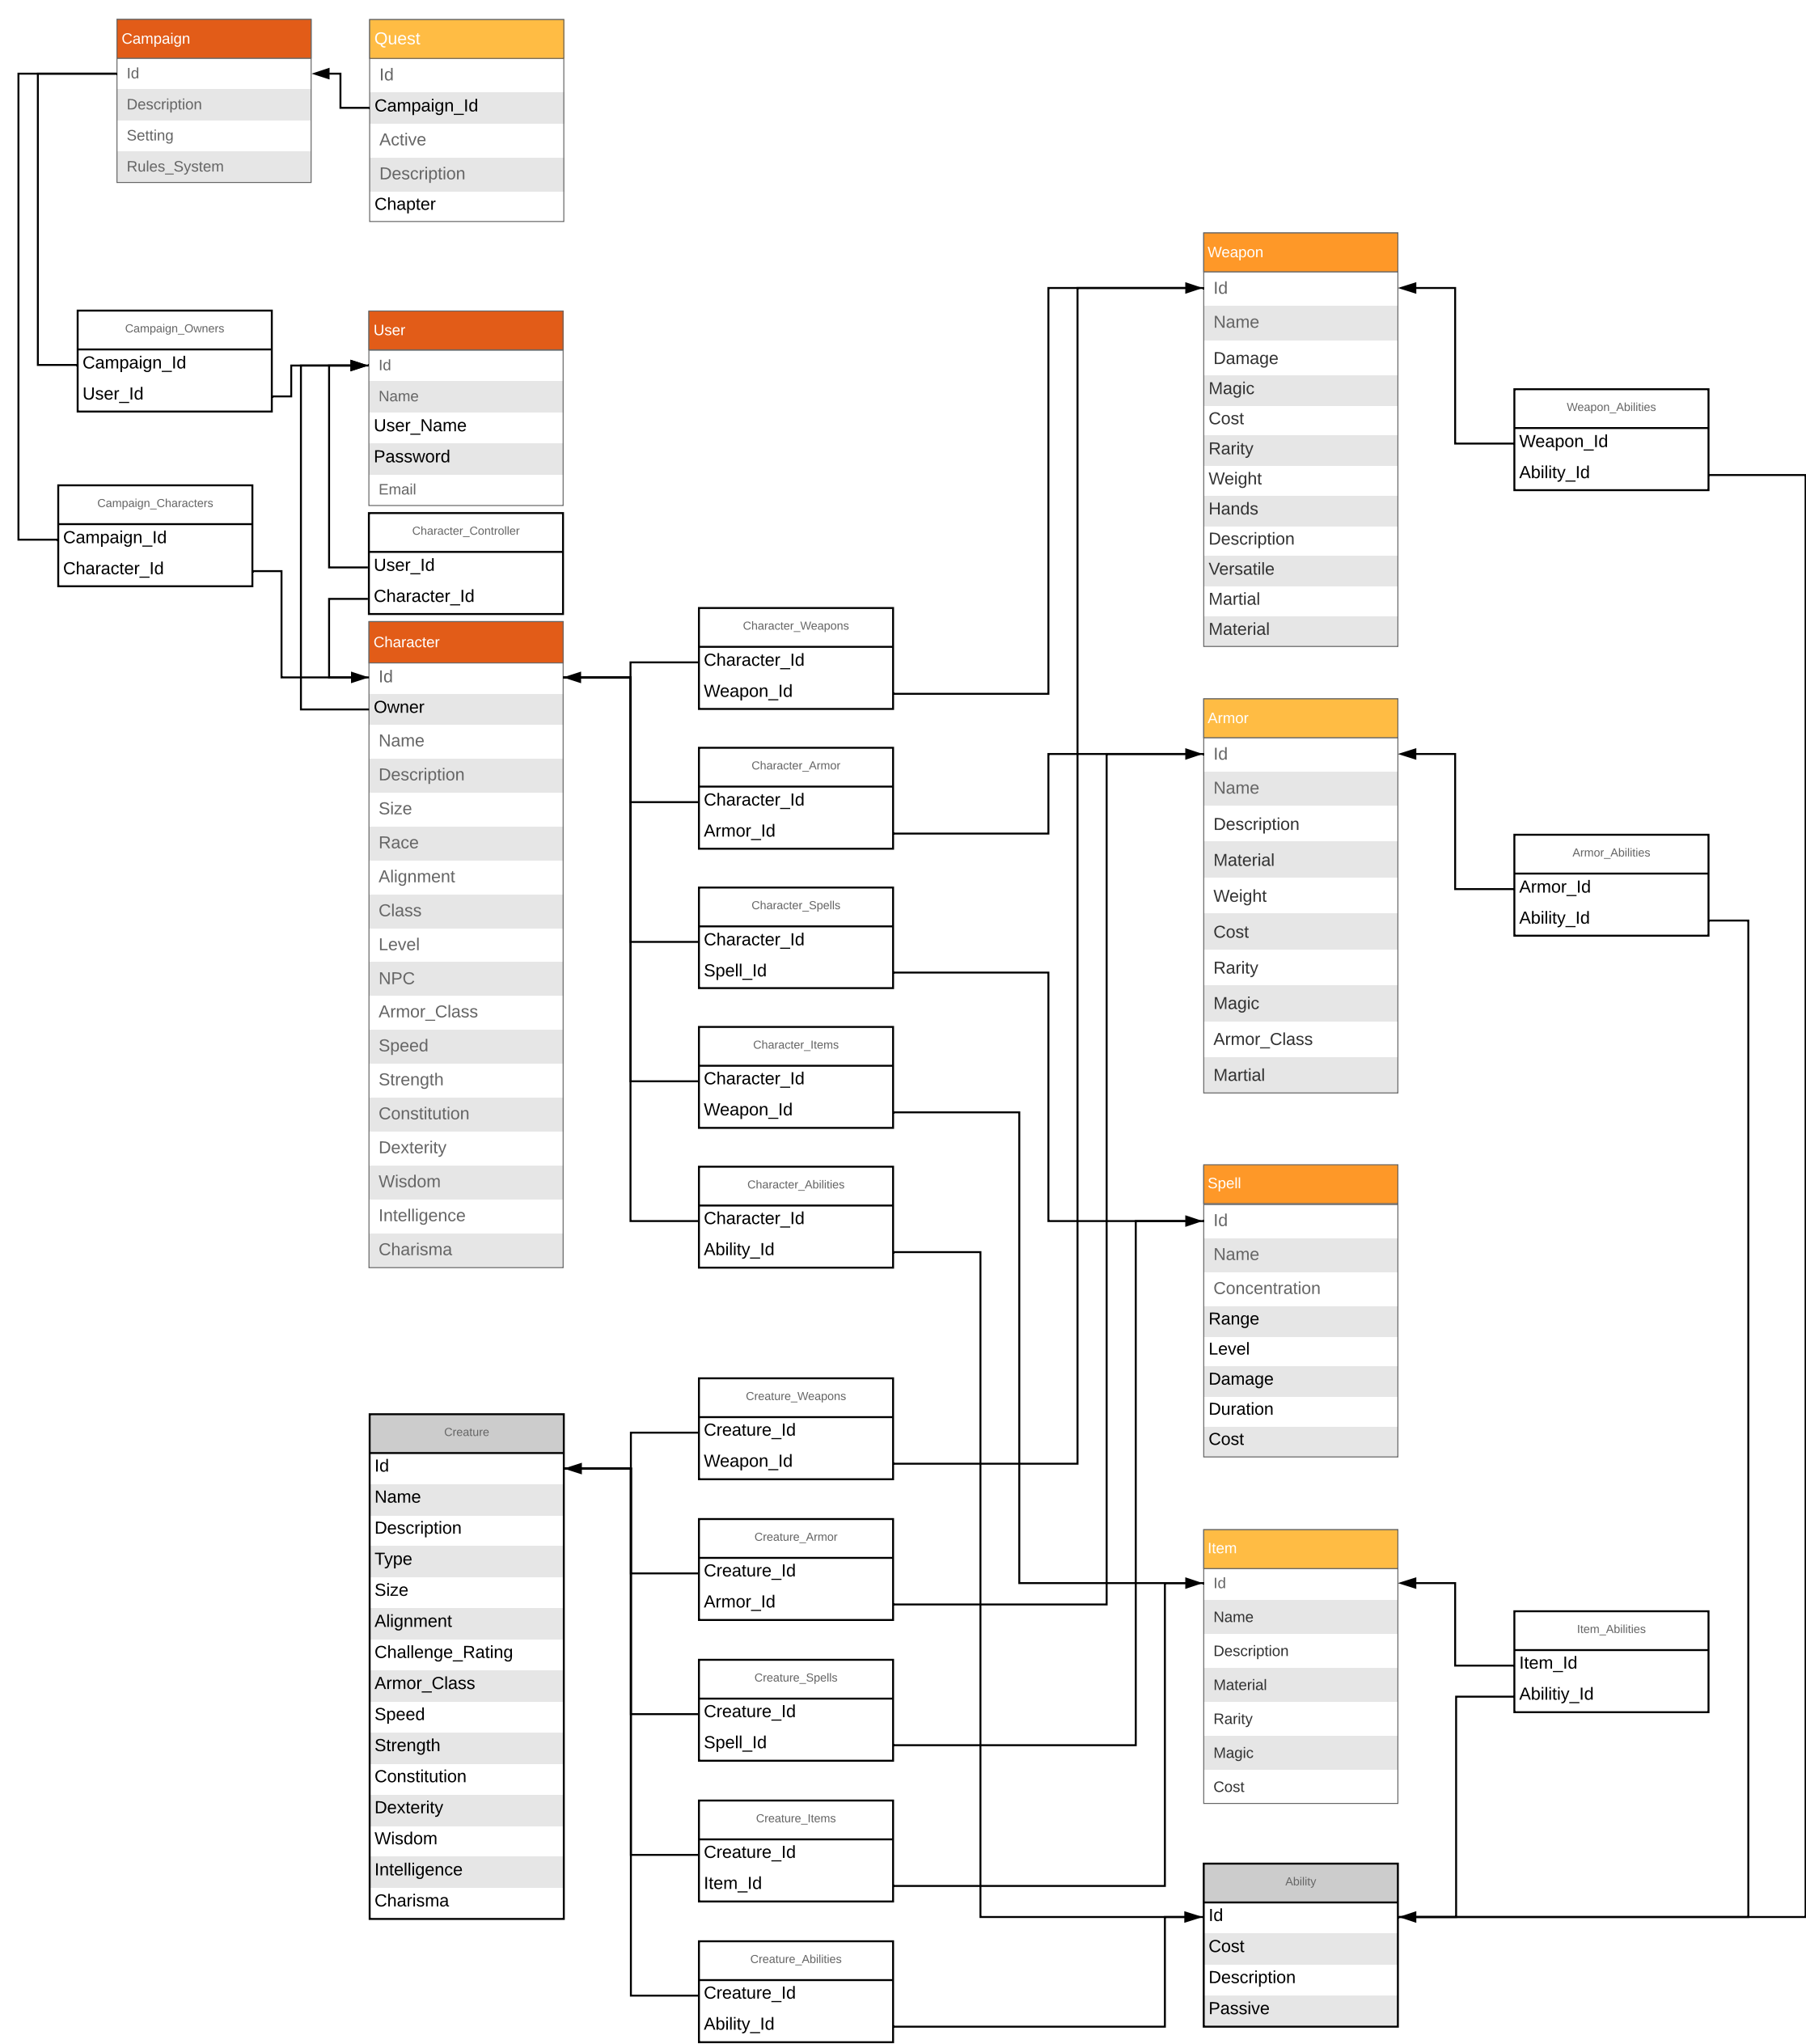 Campaign
Id
Description
Setting
Rules_System
Quest
Id
Campaign_Id
Active
Description
Chapter
Campaign_Owners
Campaign_Id
User_Id
User
Id
Name
User_Name
Password
Email
Campaign_Characters
Campaign_Id
Character_Id
Character_Controller
User_Id
Character_Id
Character
Id
Owner
Name
Description
Size
Race
Alignment
Class
Level
NPC
Armor_Class
Speed
Strength
Constitution
Dexterity
Wisdom
Intelligence
Charisma
Creature
Id
Name
Description
Type
Size
Alignment
Challenge_Rating
Armor_Class
Speed
Strength
Constitution
Dexterity
Wisdom
Intelligence
Charisma
Character_Weapons
Character_Id
Weapon_Id
Character_Armor
Character_Id
Armor_Id
Character_Spells
Character_Id
Spell_Id
Character_Items
Character_Id
Weapon_Id
Character_Abilities
Character_Id
Ability_Id
Creature_Weapons
Creature_Id
Weapon_Id
Creature_Armor
Creature_Id
Armor_Id
Creature_Spells
Creature_Id
Spell_Id
Creature_Items
Creature_Id
Item_Id
Creature_Abilities
Creature_Id
Ability_Id
Weapon
Id
Name
Damage
Magic
Cost
Rarity
Weight
Hands
Description
Versatile
Martial
Material
Armor
Id
Name
Description
Material
Weight
Cost
Rarity
Magic
Armor_Class
Martial
Spell
Id
Name
Concentration
Range
Level
Damage
Duration
Cost
Item
Id
Name
Description
Material
Rarity
Magic
Cost
Ability
Id
Cost
Description
Passive
Weapon_Abilities
Weapon_Id
Ability_Id
Armor_Abilities
Armor_Id
Ability_Id
Item_Abilities
Item_Id
Abilitiy_Id